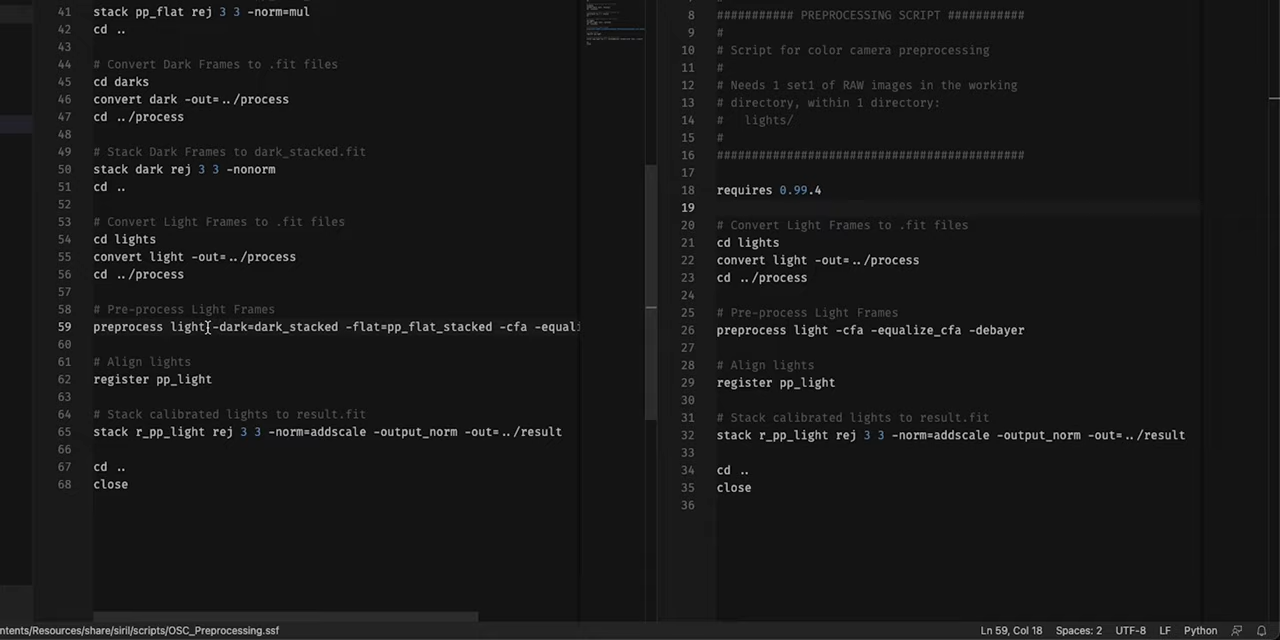 41 stack pp_flat rej 3 3 -norm=mul
42 cd ..
43
44 # Convert Dark Frames to .fit files
45 cd darks
46 convert dark -out=../process
47 cd ../process
48
49 # Stack Dark Frames to dark_stacked.fit
50 stack dark rej 3 3 -nonorm
51 cd ..
52
53 # Convert Light Frames to .fit files
54 cd lights
55 convert light -out=../process
56 cd ../process
57
58 # Pre-process Light Frames
59 preprocess light -dark=dark_stacked -flat=pp_flat_stacked -cfa -equali
60
61 # Align lights
62 register pp_light
63
64 # Stack calibrated lights to result.fit
65 stack r_pp_light rej 3 3 -norm=addscale -output_norm -out=../result
66
67 cd ..
68 close
8 ########### PREPROCESSING SCRIPT ###########
9 #
10 # Script for color camera preprocessing
11 #
12 # Needs 1 set1 of RAW images in the working
13 # directory, within 1 directory:
14 #   lights/
15 #
16 ############################################
17
18 requires 0.99.4
19
20 # Convert Light Frames to .fit files
21 cd lights
22 convert light -out=../process
23 cd ../process
24
25 # Pre-process Light Frames
26 preprocess light -cfa -equalize_cfa -debayer
27
28 # Align lights
29 register pp_light
30
31 # Stack calibrated lights to result.fit
32 stack r_pp_light rej 3 3 -norm=addscale -output_norm -out=../result
33
34 cd ..
35 close
36
ntents/Resources/share/siril/scripts/OSC_Preprocessing.ssf
Ln 59, Col 18 Spaces: 2 UTF-8 LF Python